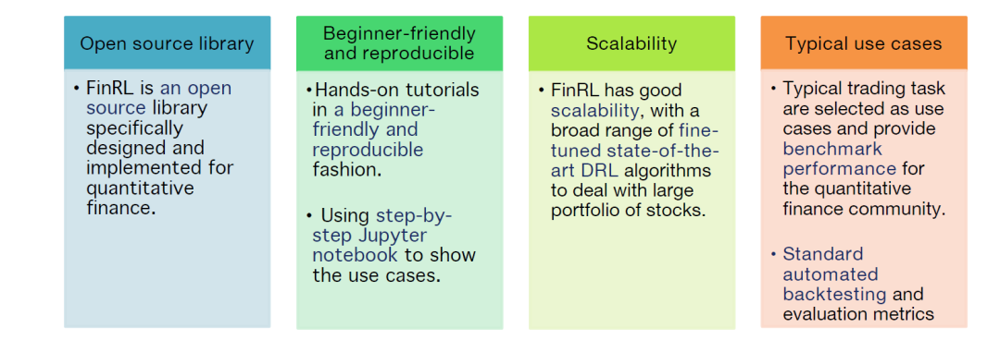 Open source library
• FinRL is an open
source library
specifically
designed and
implemented for
quantitative
finance.
Beginner-friendly
and reproducible
•Hands-on tutorials
in a beginner-
friendly and
reproducible
fashion.
• Using step-by-
step Jupyter
notebook to show
the use cases.
Scalability
• FinRL has good
scalability, with a
broad range of fine-
tuned state-of-the-
art DRL algorithms
to deal with large
portfolio of stocks.
Typical use cases
• Typical trading task
are selected as use
cases and provide
benchmark
performance for
the quantitative
finance community.
• Standard
automated
backtesting and
evaluation metrics